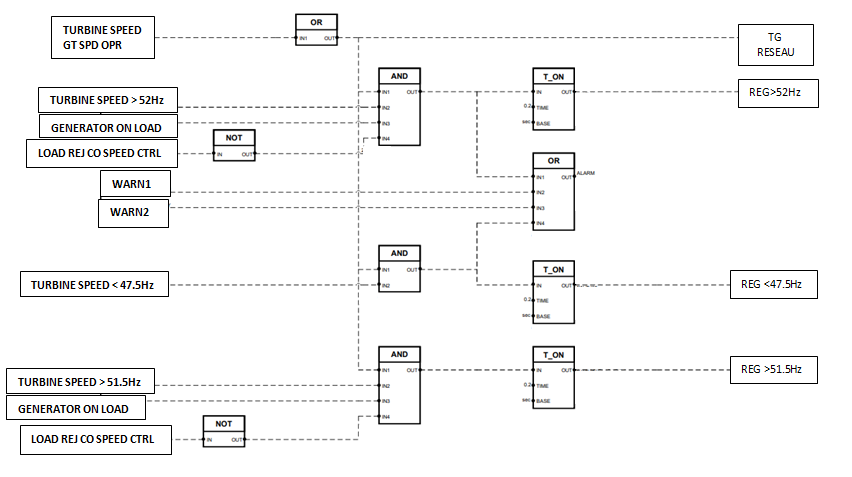 TURBINE SPEED
GT SPD OPR
OR
IN1 OUT
TG
RESEAU
AND
IN1 OUT
IN2
IN3
IN4
T_ON
IN OUT
0.2 TIME
sec BASE
REG>52Hz
TURBINE SPEED > 52Hz
GENERATOR ON LOAD
NOT
IN OUT
LOAD REJ CO SPEED CTRL
OR
IN1 OUT ALARM
IN2
IN3
IN4
WARN1
WARN2
AND
IN1 OUT
IN2
T_ON
IN OUT
0.2 TIME
sec BASE
TURBINE SPEED < 47.5Hz
REG <47.5Hz
AND
IN1 OUT
IN2
IN3
IN4
T_ON
IN OUT
0.2 TIME
sec BASE
REG >51.5Hz
TURBINE SPEED > 51.5Hz
GENERATOR ON LOAD
NOT
IN OUT
LOAD REJ CO SPEED CTRL